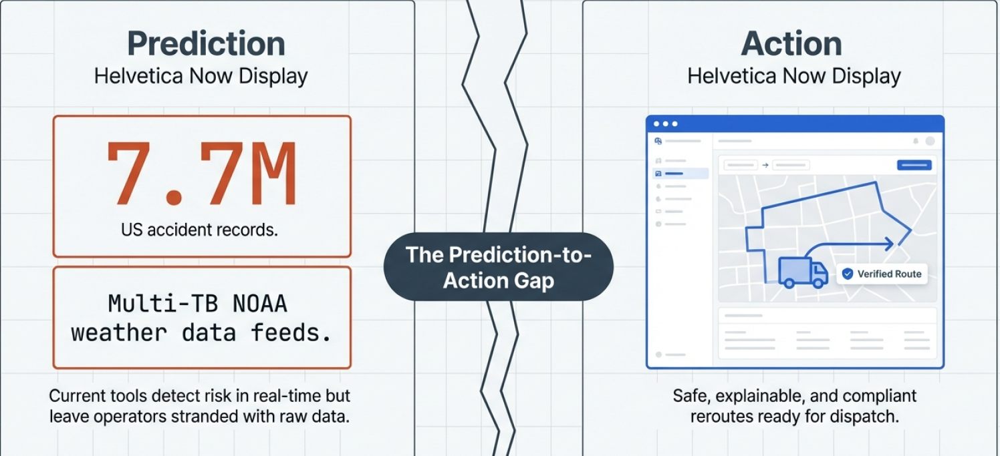 Prediction
Helvetica Now Display
7.7M
US accident records.
Multi-TB NOAA
weather data feeds.
Current tools detect risk in real-time but
leave operators stranded with raw data.
The Prediction-to-
Action Gap
Action
Helvetica Now Display
Verified Route
Safe, explainable, and compliant
reroutes ready for dispatch.